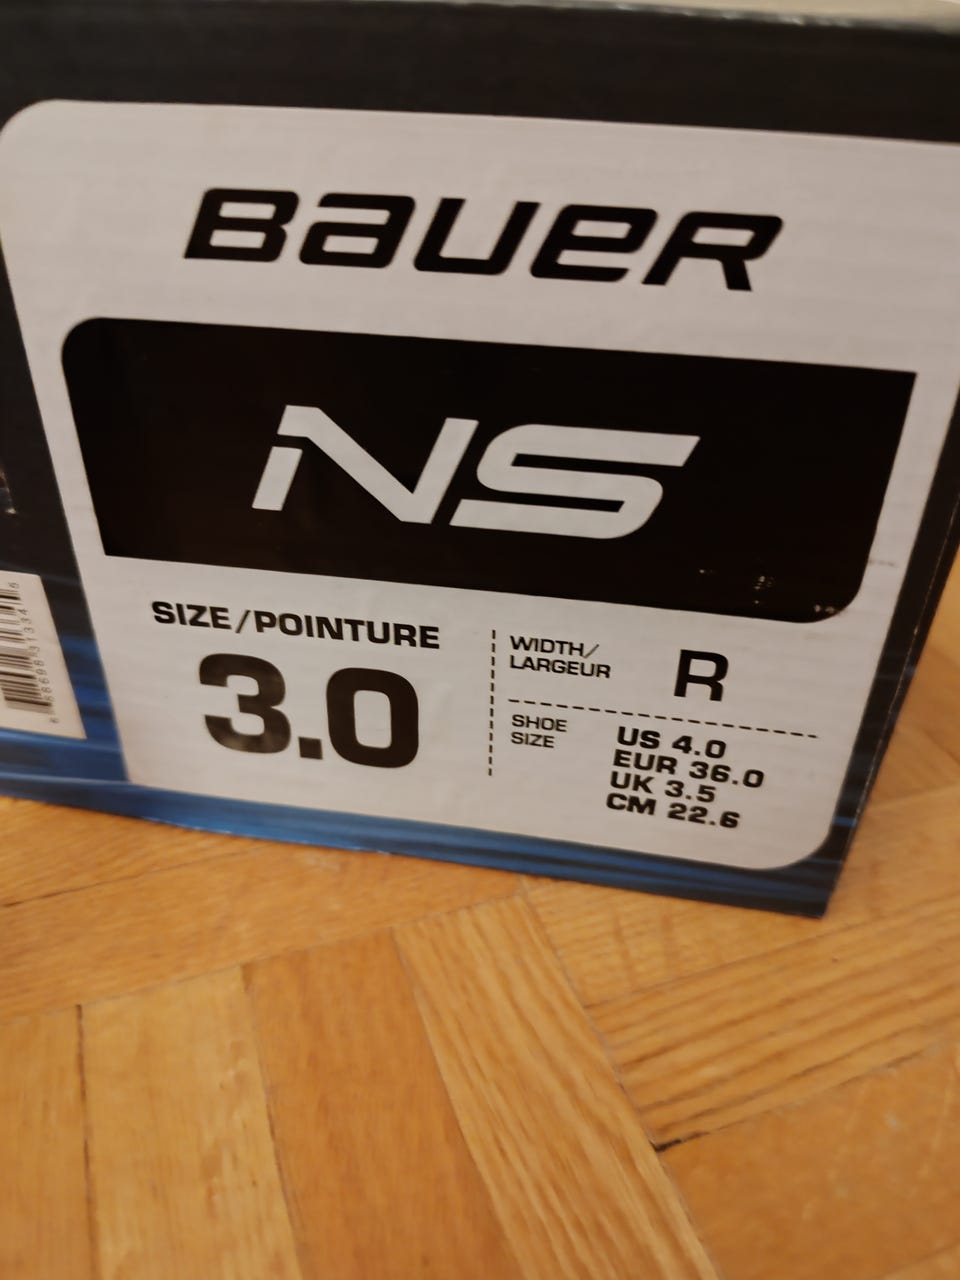 BAUER
NS
SIZE/POINTURE
3.0
WIDTH/
LARGEUR
R
SHOE
SIZE
US 4.0
EUR 36.0
UK 3.5
CM 22.6